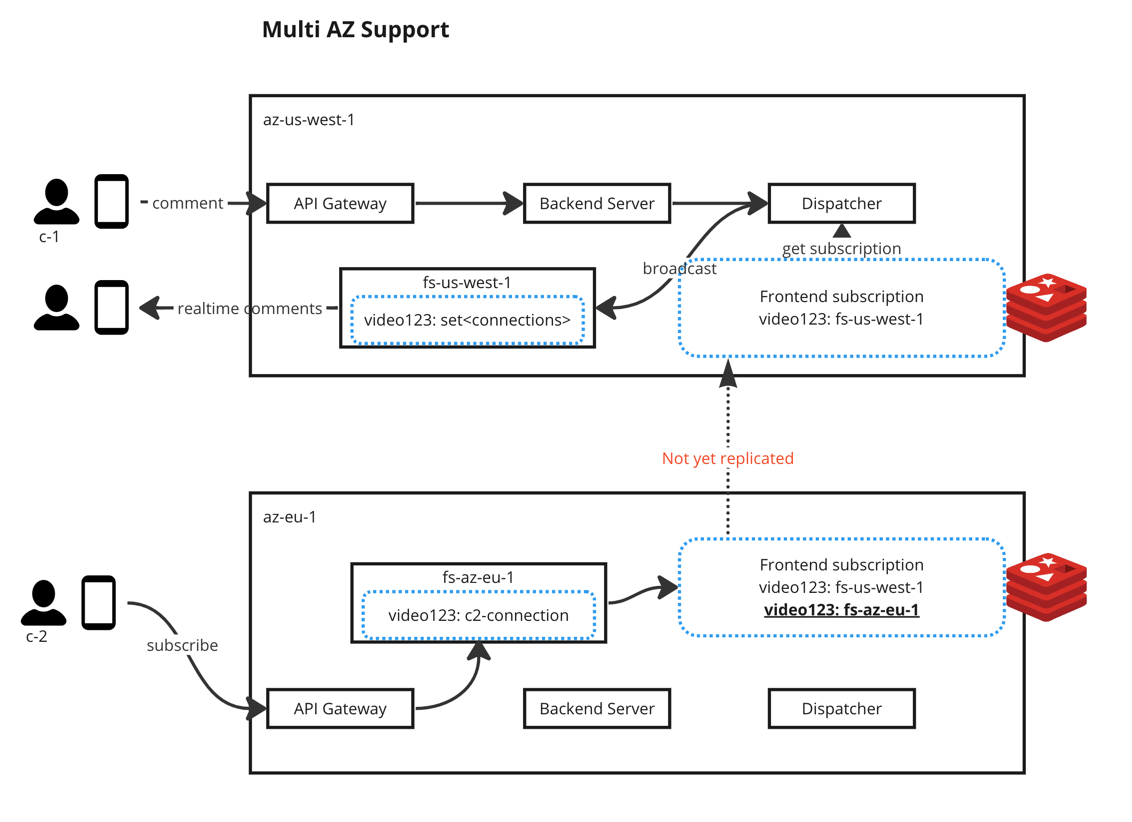 Multi AZ Support
az-us-west-1
comment
API Gateway
Backend Server
Dispatcher
c-1
get subscription
broadcast
fs-us-west-1
realtime comments
video123: set<connections>
Frontend subscription
video123: fs-us-west-1
Not yet replicated
az-eu-1
fs-az-eu-1
video123: c2-connection
Frontend subscription
video123: fs-us-west-1
video123: fs-az-eu-1
c-2
subscribe
API Gateway
Backend Server
Dispatcher